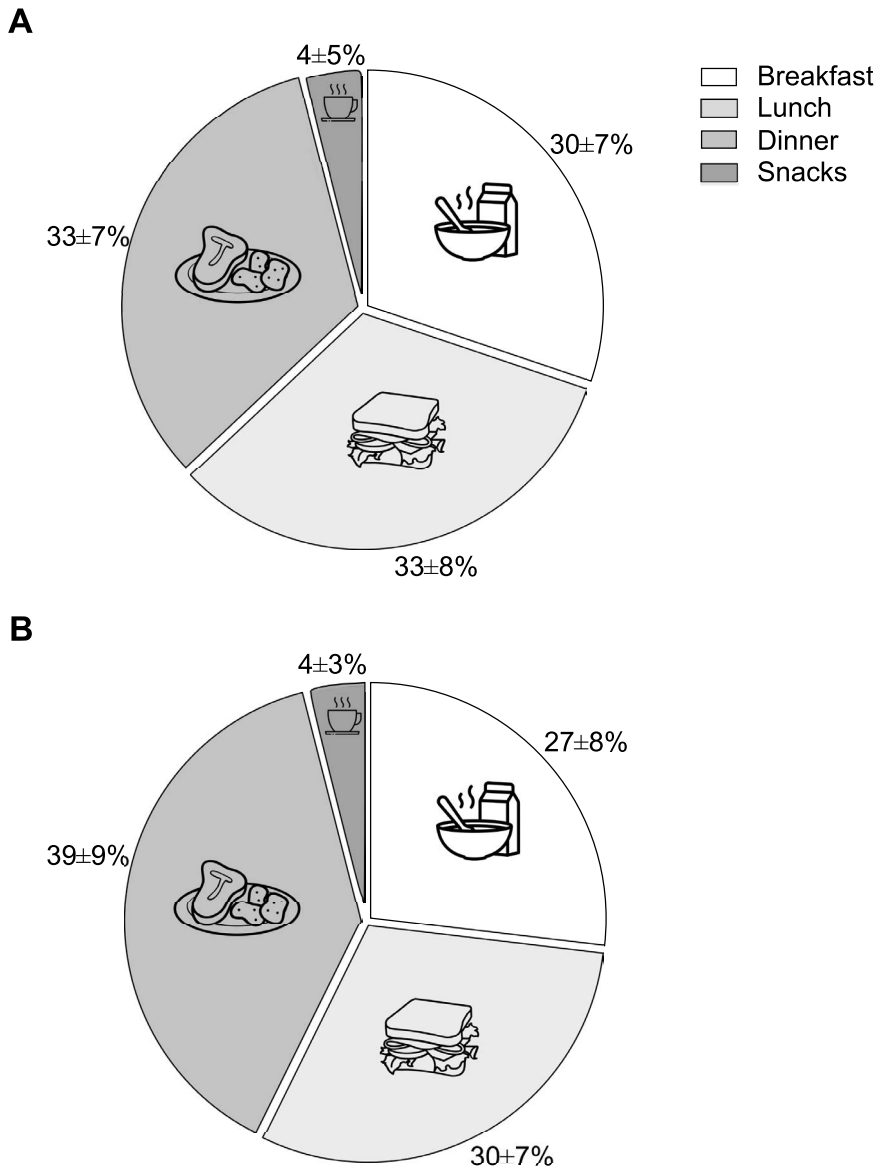 A
4±5%
Breakfast
Lunch
Dinner
Snacks
30±7%
33±7%
33±8%
B
4±3%
27±8%
39±9%
30±7%